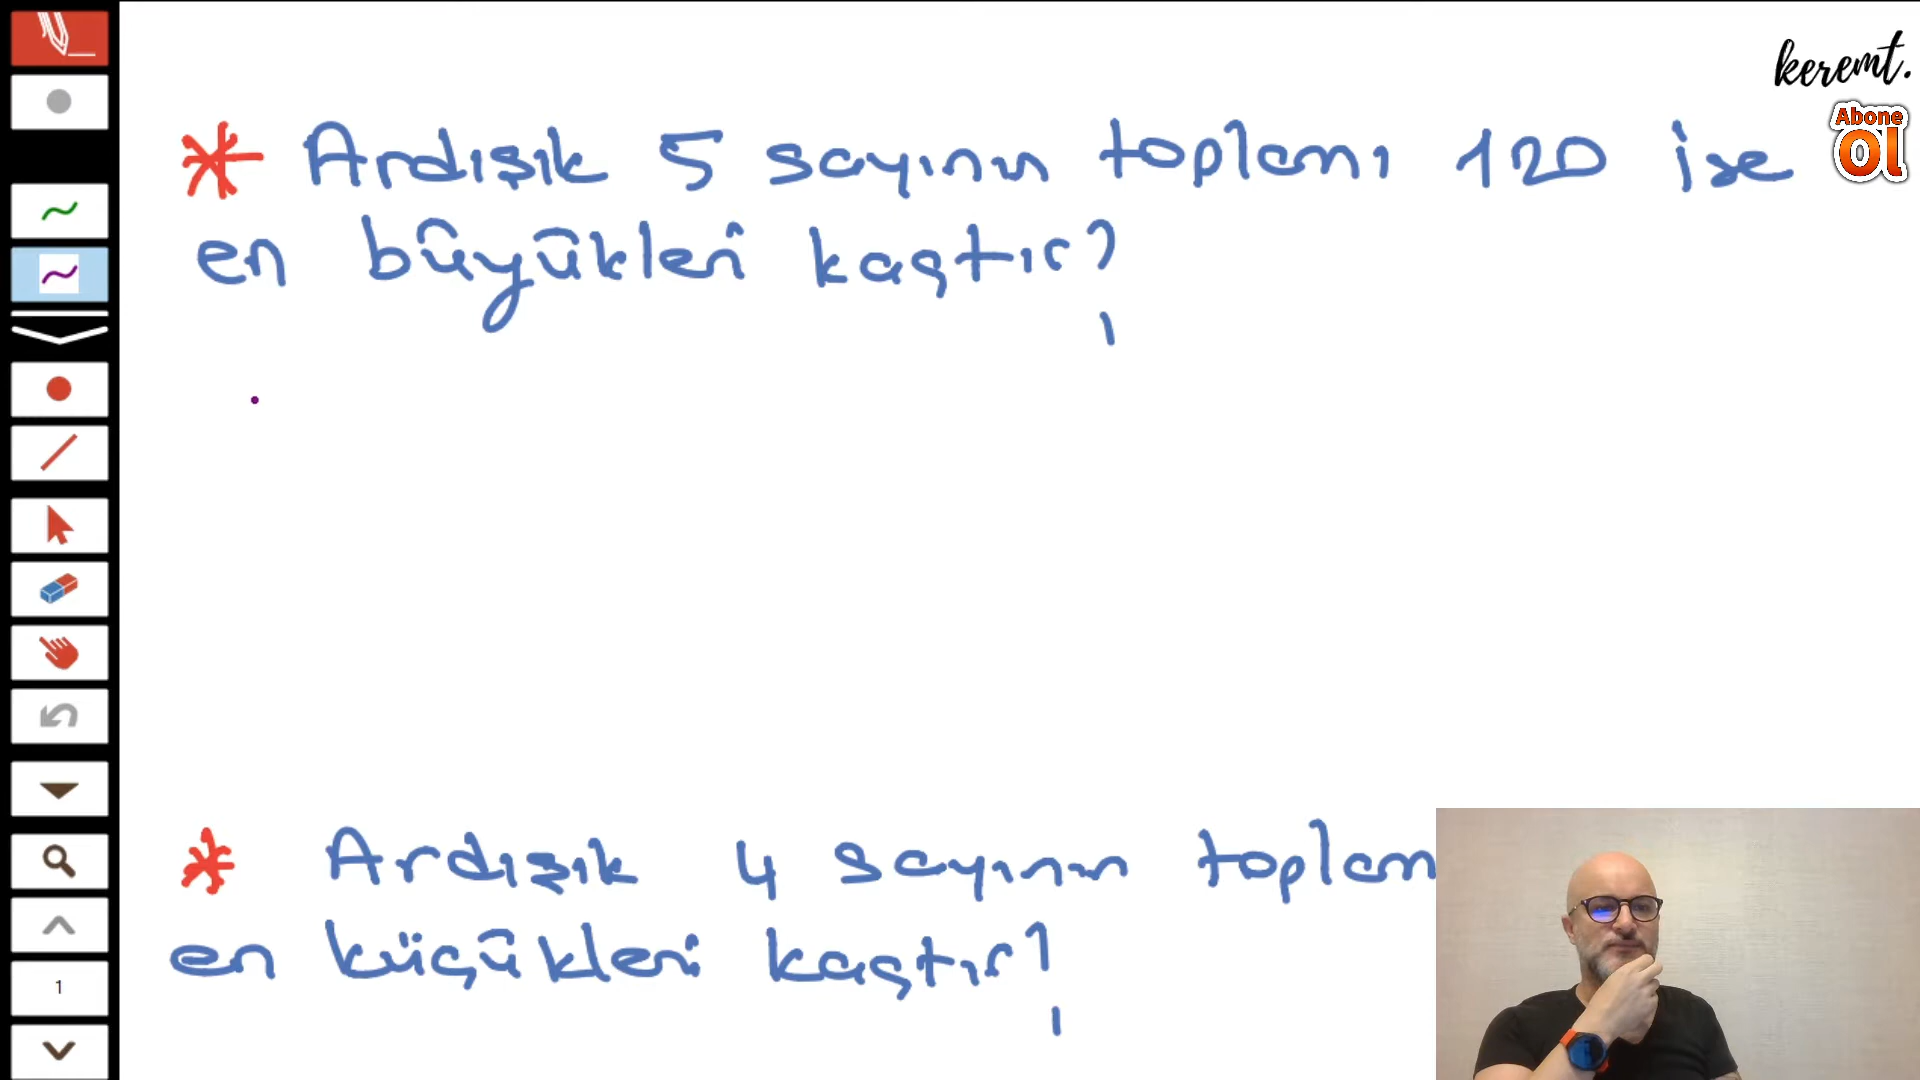 keremt.
Abone
Ol
* Ardışık 5 sayının toplamı 120 ise
en büyükleri kaçtır?
* Ardışık 4 sayının toplam
en küçükleri kaçtır?
1